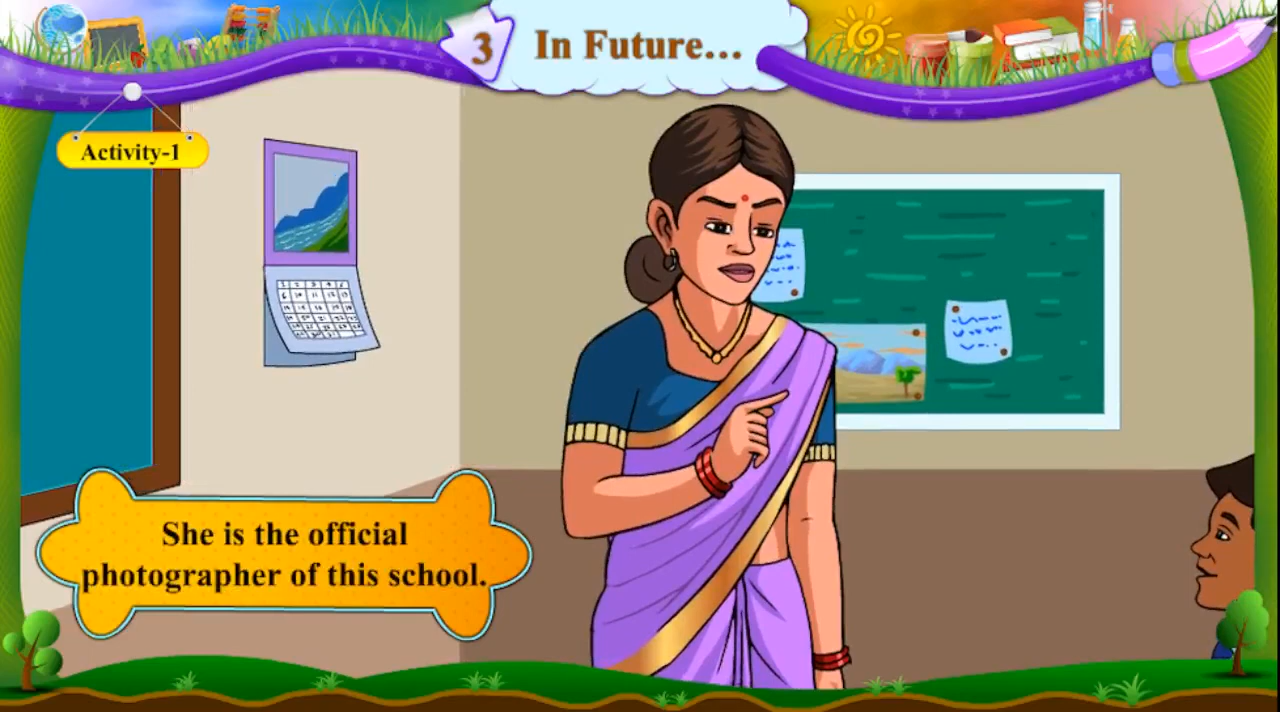 3
In Future...
Activity-1
She is the official
photographer of this school.